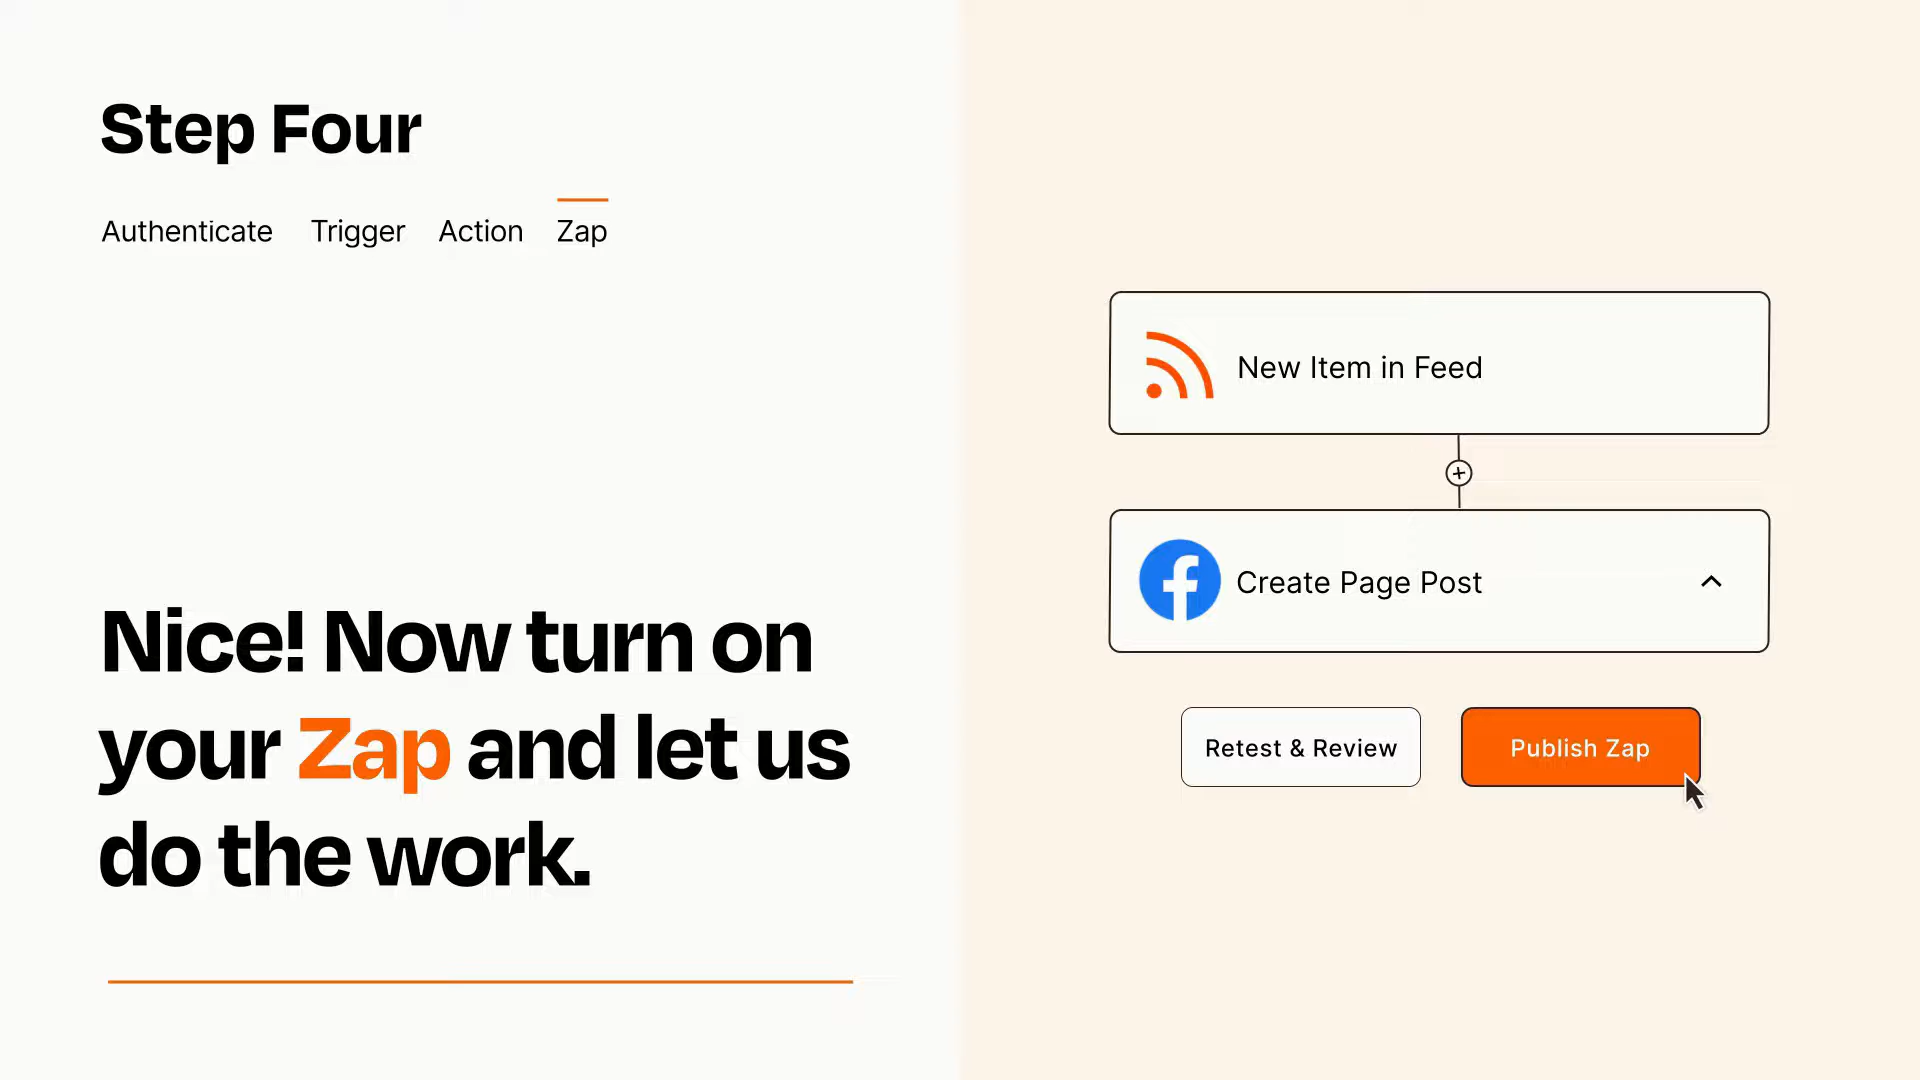 Step Four
Authenticate Trigger Action Zap
Nice! Now turn on
your Zap and let us
do the work.
New Item in Feed
Create Page Post
Retest & Review
Publish Zap